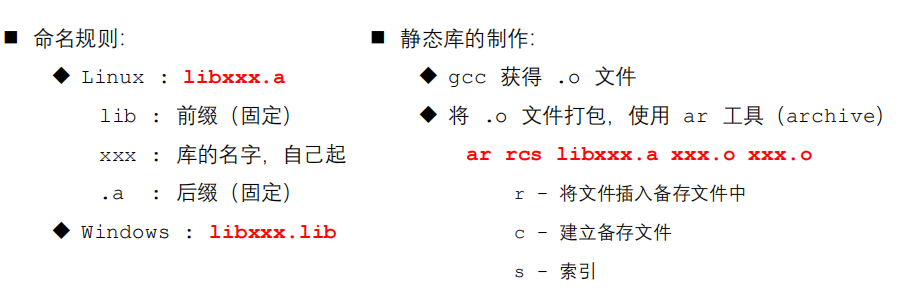 ■ 命名规则:
◆ Linux : libxxx.a
lib : 前缀（固定）
xxx : 库的名字，自己起
.a : 后缀（固定）
◆ Windows : libxxx.lib
■ 静态库的制作:
◆ gcc 获得 .o 文件
◆ 将 .o 文件打包，使用 ar 工具（archive）
ar rcs libxxx.a xxx.o xxx.o
r - 将文件插入备存文件中
c - 建立备存文件
s - 索引